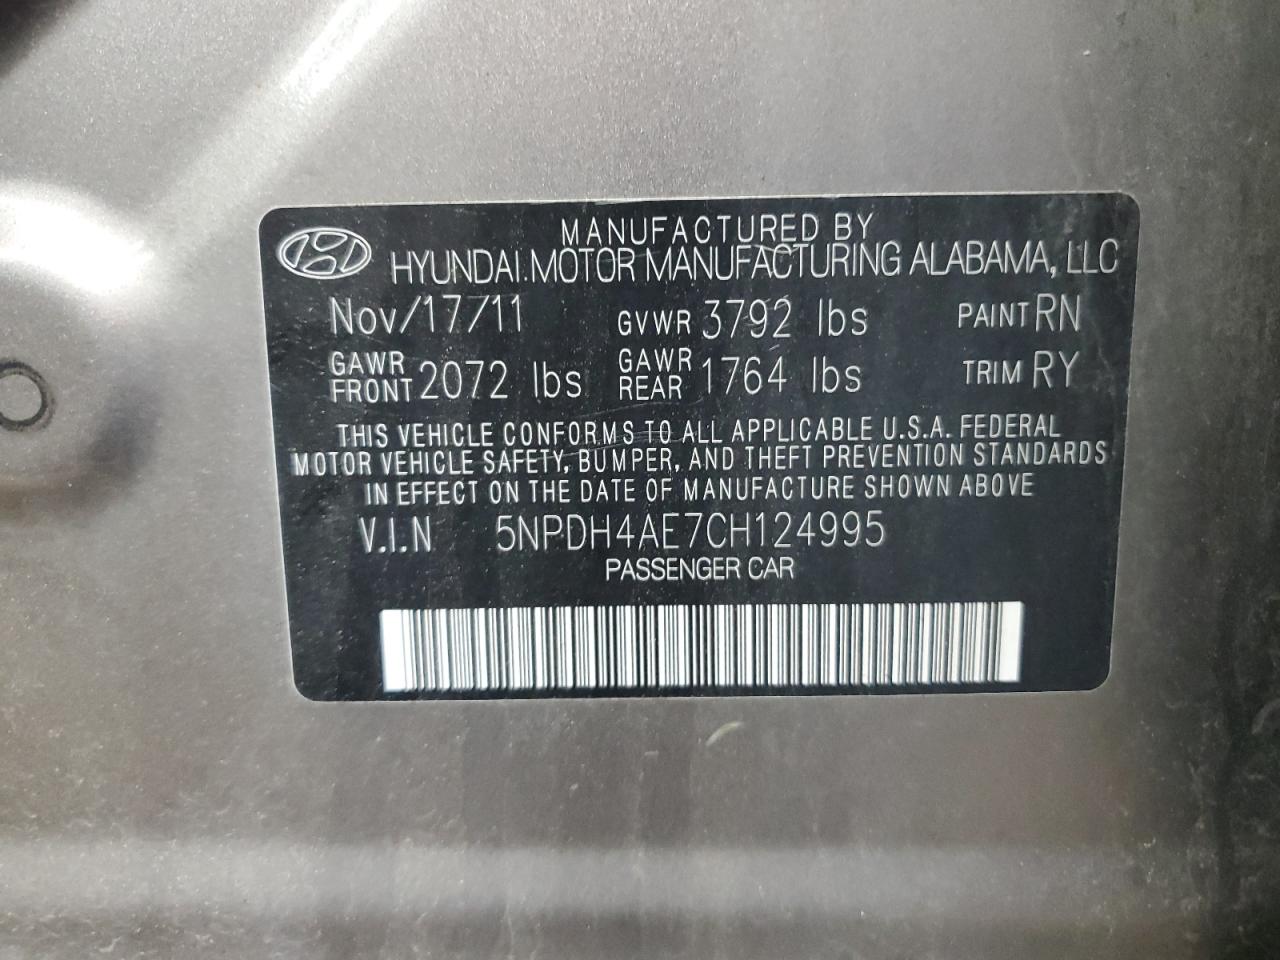 MANUFACTURED BY
HYUNDAI MOTOR MANUFACTURING ALABAMA, LLC
Nov/17/11 GVWR 3792 lbs PAINT RN
GAWR FRONT 2072 lbs GAWR REAR 1764 lbs TRIM RY
THIS VEHICLE CONFORMS TO ALL APPLICABLE U.S.A. FEDERAL
MOTOR VEHICLE SAFETY, BUMPER, AND THEFT PREVENTION STANDARDS
IN EFFECT ON THE DATE OF MANUFACTURE SHOWN ABOVE
V.I.N 5NPDH4AE7CH124995
PASSENGER CAR